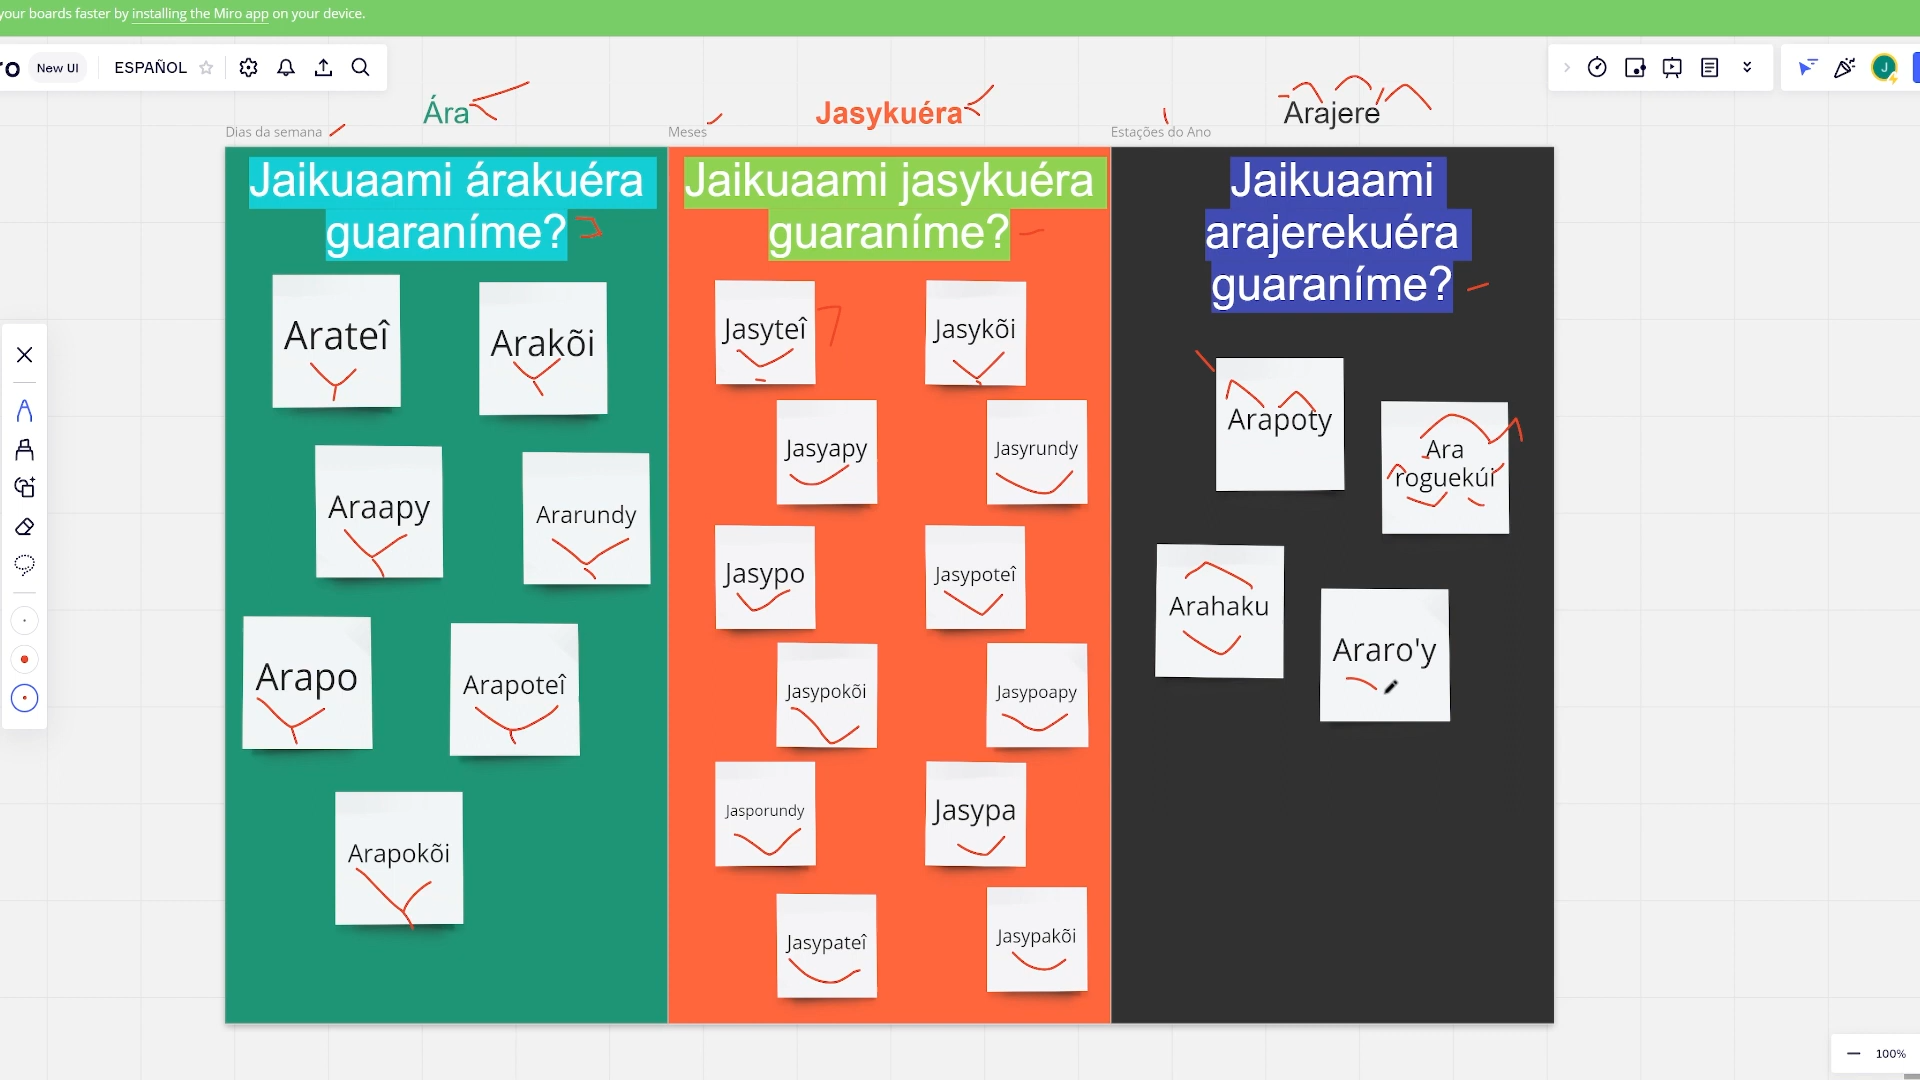 your boards faster by installing the Miro app on your device.
ro New UI ESPAÑOL
J
Ára
Jasykuéra
Arajere
Dias da semana
Meses
Estações do Ano
Jaikuaami árakuéra
guaraníme?
Arateî
Arakõi
Araapy
Ararundy
Arapo
Arapoteî
Arapokõi
Jaikuaami jasykuéra
guaraníme?
Jasyteî
Jasykõi
Jasyapy
Jasyrundy
Jasypo
Jasypoteî
Jasypokõi
Jasypoapy
Jasporundy
Jasypa
Jasypateî
Jasypakõi
Jaikuaami
arajerekuéra
guaraníme?
Arapoty
Ara
roguekúi
Arahaku
Araro'y
100%